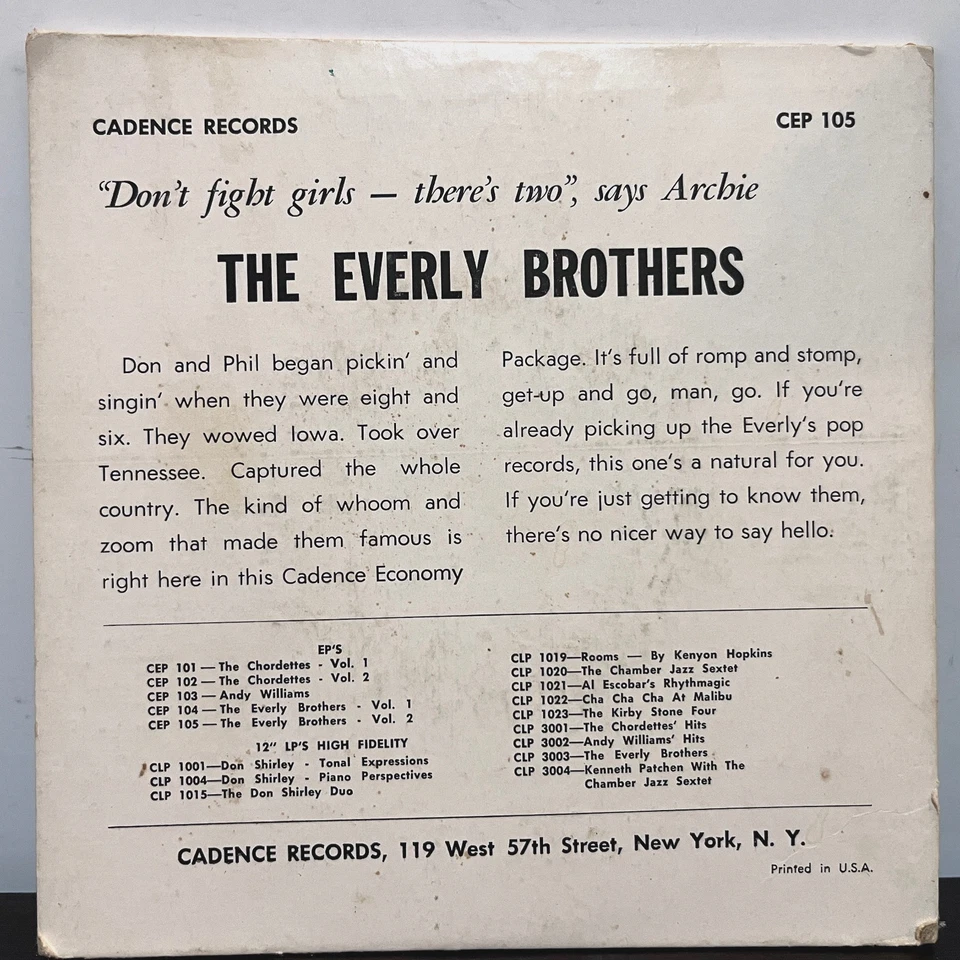 CADENCE RECORDS
CEP 105
“Don’t fight girls — there’s two”, says Archie
THE EVERLY BROTHERS
Don and Phil began pickin’ and
singin’ when they were eight and
six. They wowed Iowa. Took over
Tennessee. Captured the whole
country. The kind of whoom and
zoom that made them famous is
right here in this Cadence Economy
Package. It’s full of romp and stomp,
get-up and go, man, go. If you’re
already picking up the Everly’s pop
records, this one’s a natural for you.
If you’re just getting to know them,
there’s no nicer way to say hello.
EP’S
CEP 101 — The Chordettes - Vol. 1
CEP 102 — The Chordettes - Vol. 2
CEP 103 — Andy Williams
CEP 104 — The Everly Brothers - Vol. 1
CEP 105 — The Everly Brothers - Vol. 2
12” LP’S HIGH FIDELITY
CLP 1001—Don Shirley - Tonal Expressions
CLP 1004—Don Shirley - Piano Perspectives
CLP 1015—The Don Shirley Duo
CLP 1019—Rooms — By Kenyon Hopkins
CLP 1020—The Chamber Jazz Sextet
CLP 1021—Al Escobar’s Rhythmagic
CLP 1022—Cha Cha Cha At Malibu
CLP 1023—The Kirby Stone Four
CLP 3001—The Chordettes’ Hits
CLP 3002—Andy Williams’ Hits
CLP 3003—The Everly Brothers
CLP 3004—Kenneth Patchen With The
Chamber Jazz Sextet
CADENCE RECORDS, 119 West 57th Street, New York, N. Y.
Printed in U.S.A.